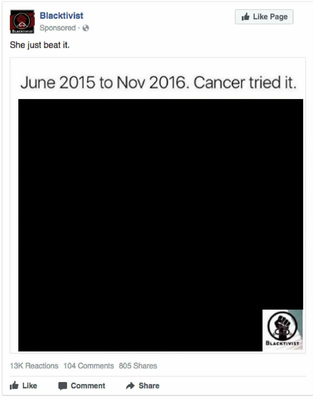 Blacktivist
Like Page
Sponsored ·
She just beat it.
June 2015 to Nov 2016. Cancer tried it.
BLACKTIVIST
13K Reactions 104 Comments 805 Shares
Like Comment Share